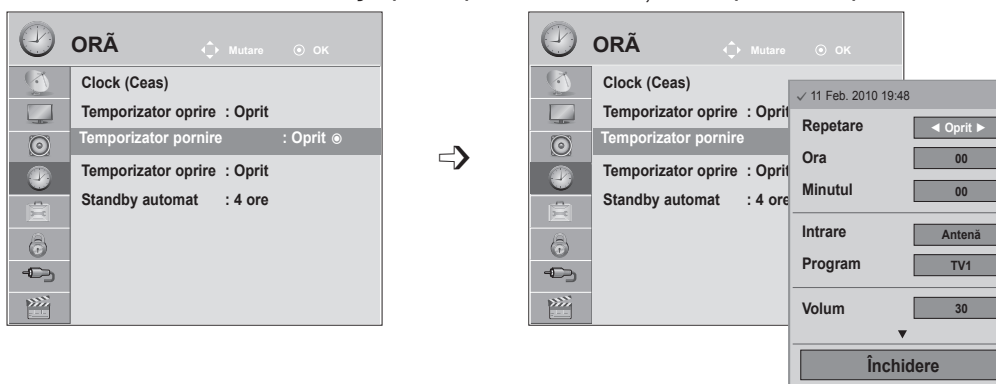 ORÃ
Mutare
OK
Clock (Ceas)
Temporizator oprire : Oprit
Temporizator pornire : Oprit
Temporizator oprire : Oprit
Standby automat : 4 ore
ORÃ
Mutare
OK
Clock (Ceas)
Temporizator oprire : Oprit
Temporizator pornire
Temporizator oprire : Oprit
Standby automat : 4 ore
✓ 11 Feb. 2010 19:48
Repetare ◄ Oprit ►
Ora 00
Minutul 00
Intrare Antenă
Program TV1
Volum 30
▼
Închidere